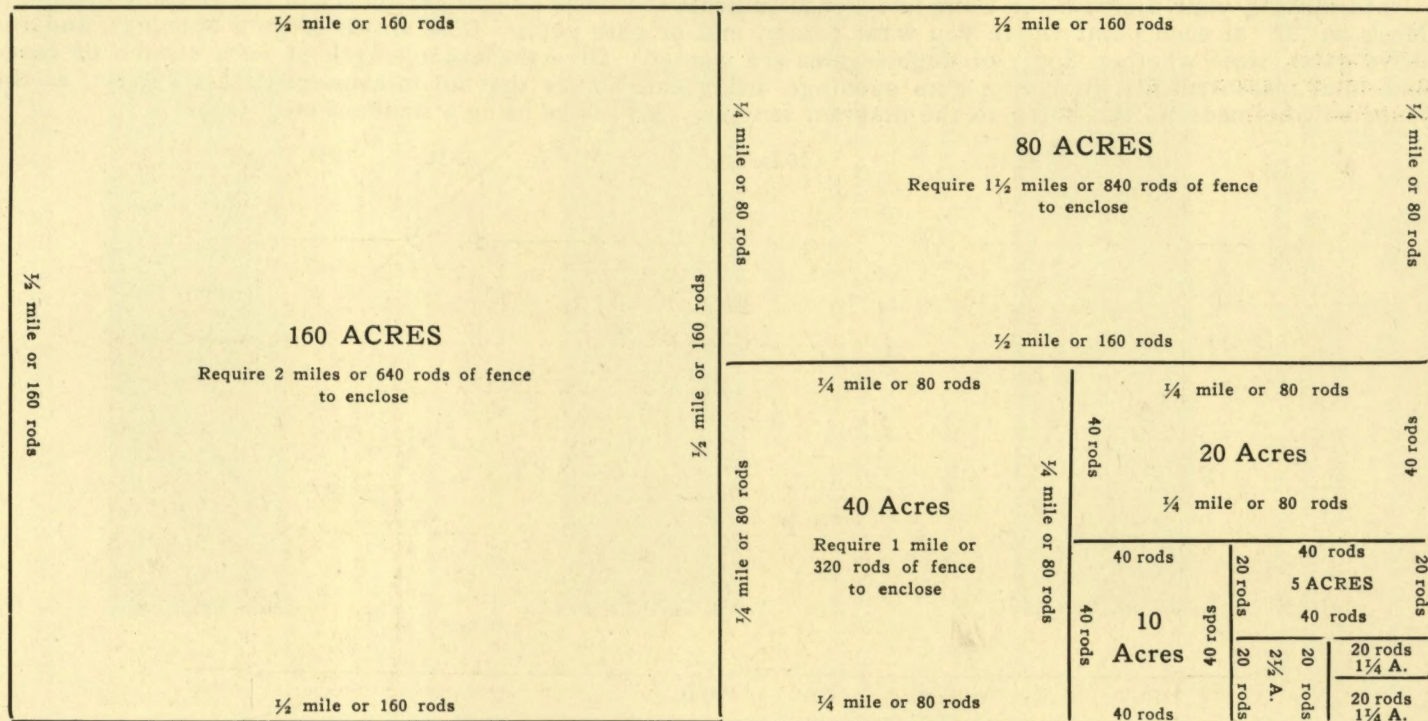 ½ mile or 160 rods
½ mile or 160 rods
½ mile or 160 rods
160 ACRES
Require 2 miles or 640 rods of fence
to enclose
½ mile or 160 rods
½ mile or 160 rods
¼ mile or 80 rods
¼ mile or 80 rods
80 ACRES
Require 1½ miles or 840 rods of fence
to enclose
½ mile or 160 rods
¼ mile or 80 rods
¼ mile or 80 rods
¼ mile or 80 rods
40 Acres
Require 1 mile or
320 rods of fence
to enclose
¼ mile or 80 rods
¼ mile or 80 rods
40 rods
40 rods
20 Acres
¼ mile or 80 rods
40 rods
40 rods
40 rods
10
Acres
40 rods
40 rods
20 rods
20 rods
5 ACRES
40 rods
20 rods
2½ A.
20 rods
20 rods
1¼ A.
20 rods
1¼ A.